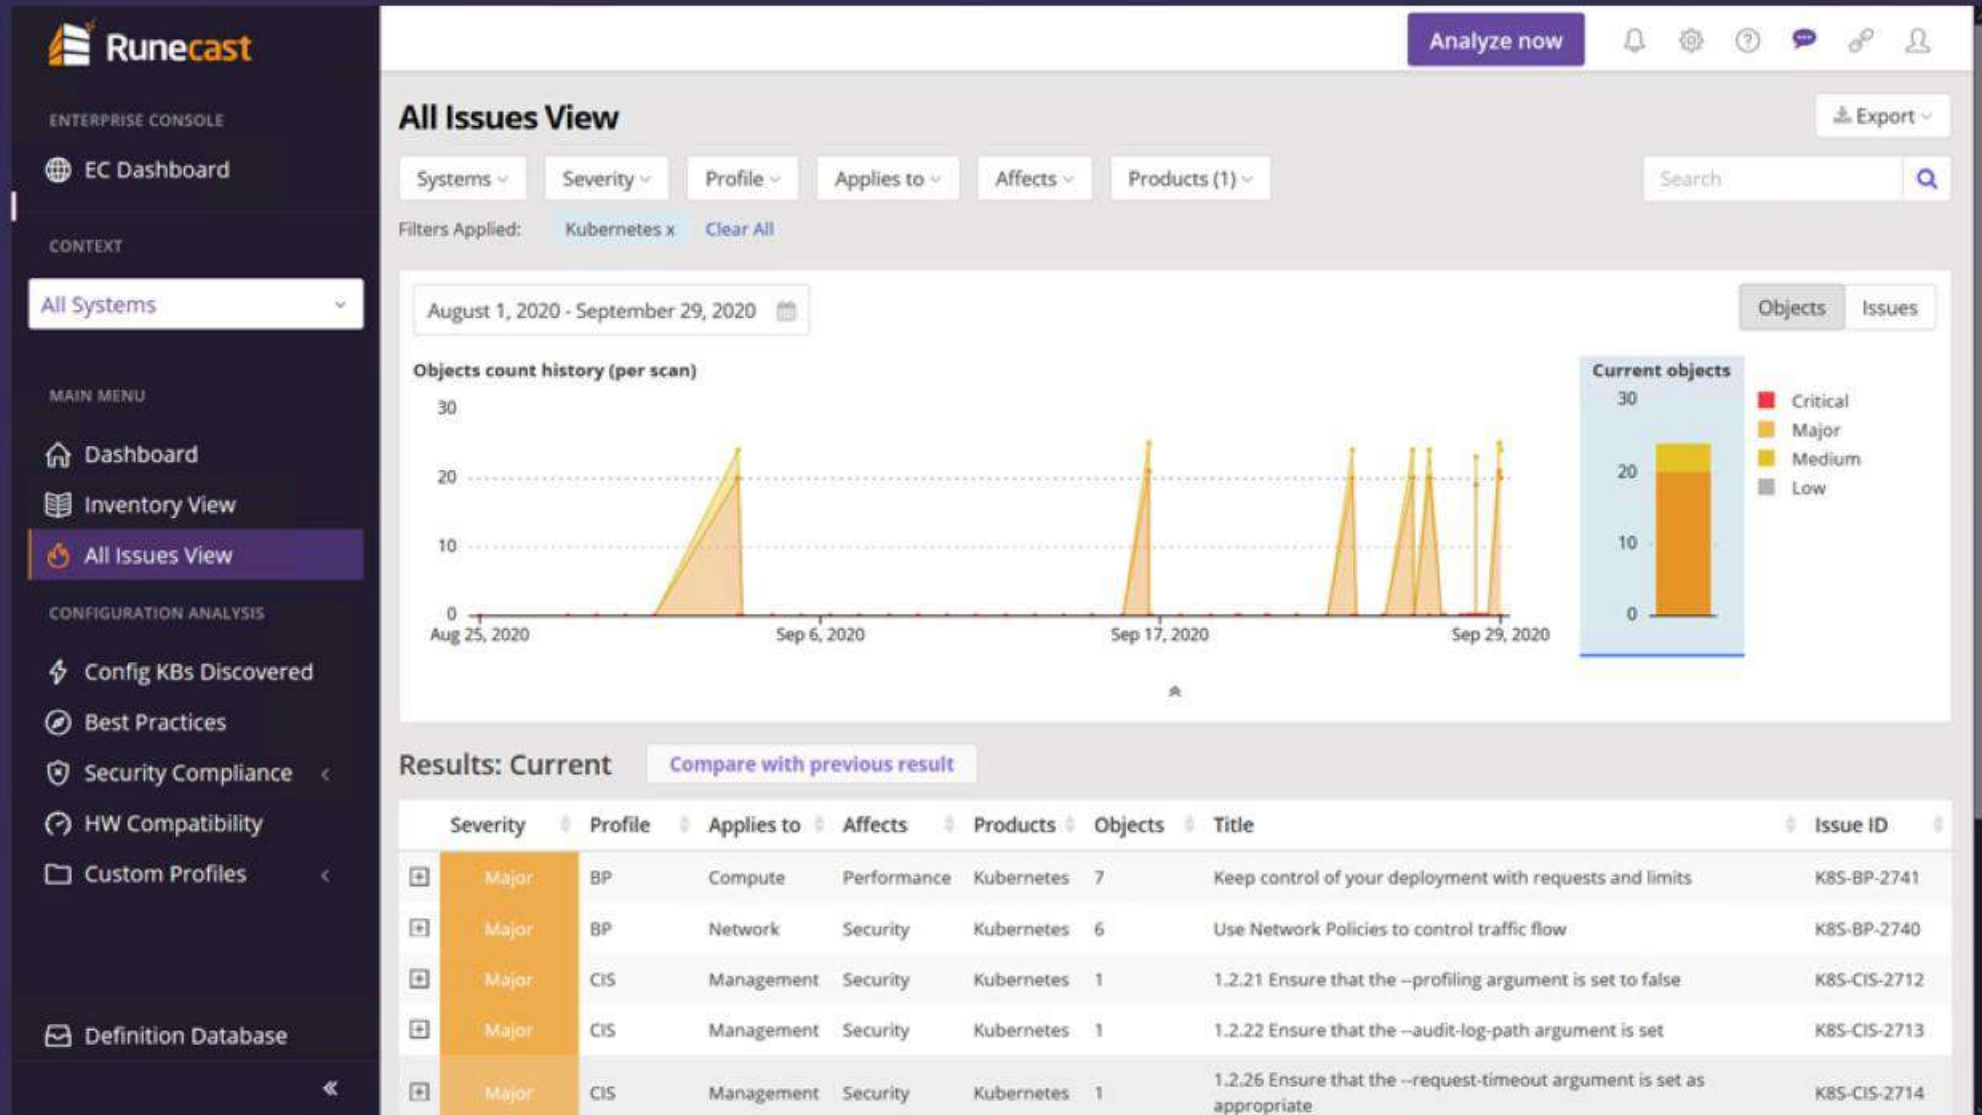 Runecast
Analyze now
ENTERPRISE CONSOLE
EC Dashboard
CONTEXT
All Systems
MAIN MENU
Dashboard
Inventory View
All Issues View
CONFIGURATION ANALYSIS
Config KBs Discovered
Best Practices
Security Compliance
HW Compatibility
Custom Profiles
Definition Database
All Issues View
Export
Systems Severity Profile Applies to Affects Products (1) Search
Filters Applied: Kubernetes x Clear All
August 1, 2020 - September 29, 2020
Objects Issues
Objects count history (per scan)
30
20
10
0
Aug 25, 2020 Sep 6, 2020 Sep 17, 2020 Sep 29, 2020
Current objects
30
20
10
0
Critical
Major
Medium
Low
Results: Current Compare with previous result
Severity Profile Applies to Affects Products Objects Title Issue ID
Major BP Compute Performance Kubernetes 7 Keep control of your deployment with requests and limits K8S-BP-2741
Major BP Network Security Kubernetes 6 Use Network Policies to control traffic flow K8S-BP-2740
Major CIS Management Security Kubernetes 1 1.2.21 Ensure that the --profiling argument is set to false K8S-CIS-2712
Major CIS Management Security Kubernetes 1 1.2.22 Ensure that the --audit-log-path argument is set K8S-CIS-2713
Major CIS Management Security Kubernetes 1 1.2.26 Ensure that the --request-timeout argument is set as K8S-CIS-2714
appropriate